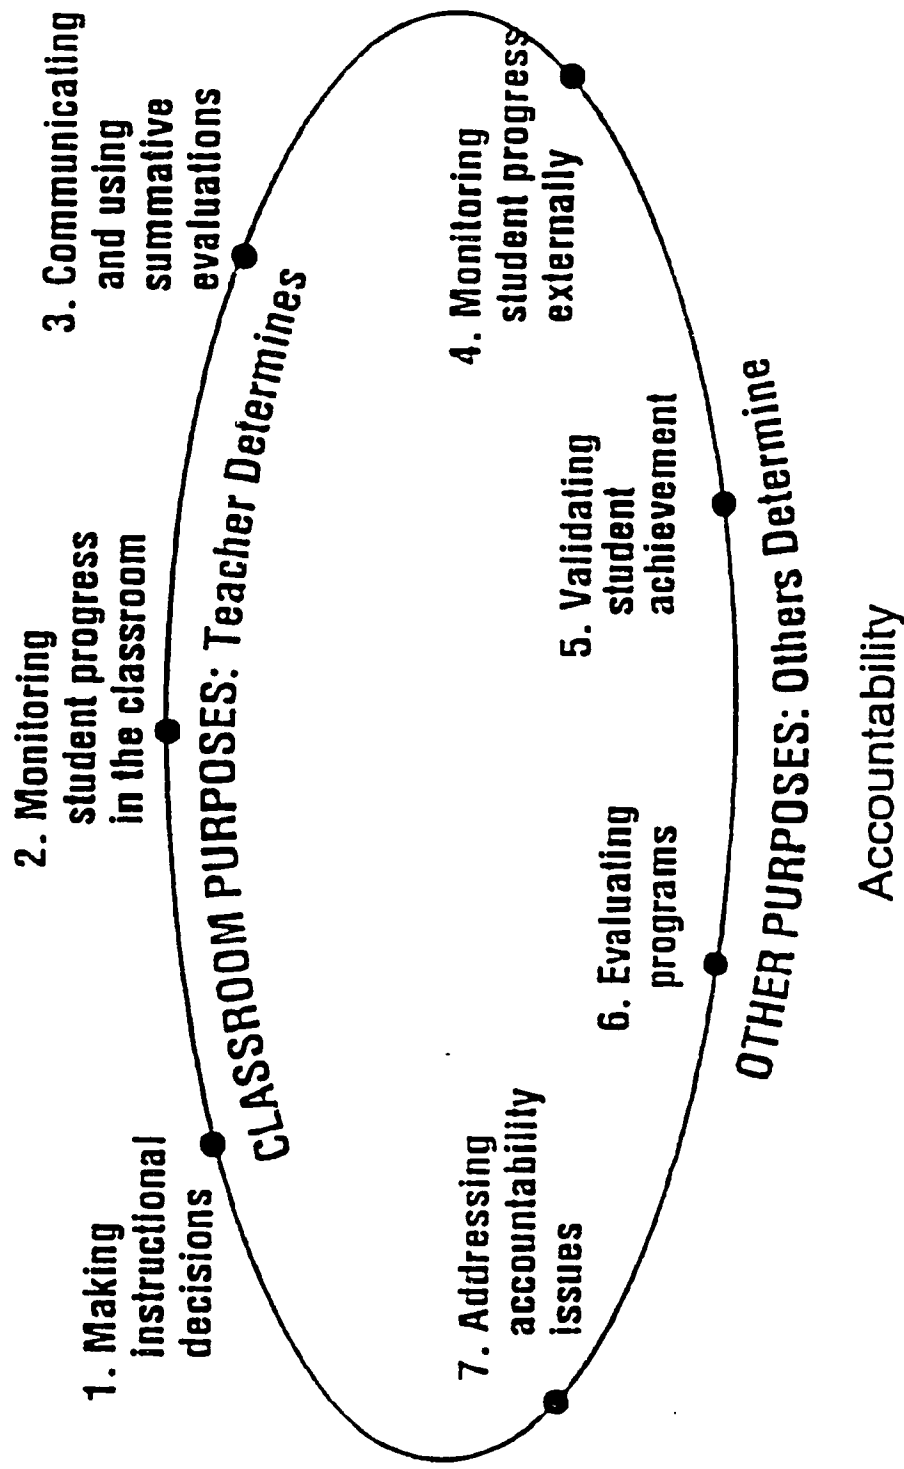 1. Making
instructional
decisions
2. Monitoring
student progress
in the classroom
3. Communicating
and using
summative
evaluations
CLASSROOM PURPOSES: Teacher Determines
4. Monitoring
student progress
externally
5. Validating
student
achievement
6. Evaluating
programs
7. Addressing
accountability
issues
OTHER PURPOSES: Others Determine
Accountability